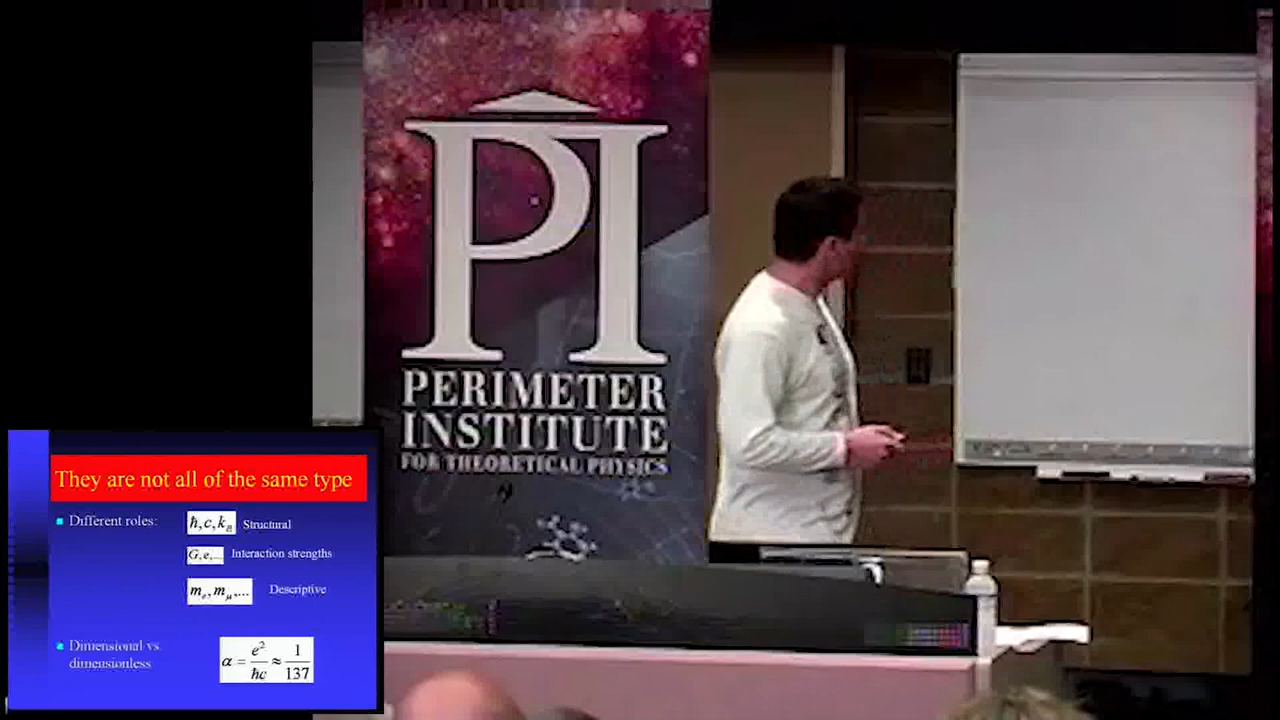 PI
PERIMETER
INSTITUTE
FOR THEORETICAL PHYSICS
They are not all of the same type
Different roles: ħ, c, k_B Structural
G, e, ... Interaction strengths
m_e, m_μ, ... Descriptive
Dimensional vs.
dimensionless
α = e²/ħc ≈ 1/137